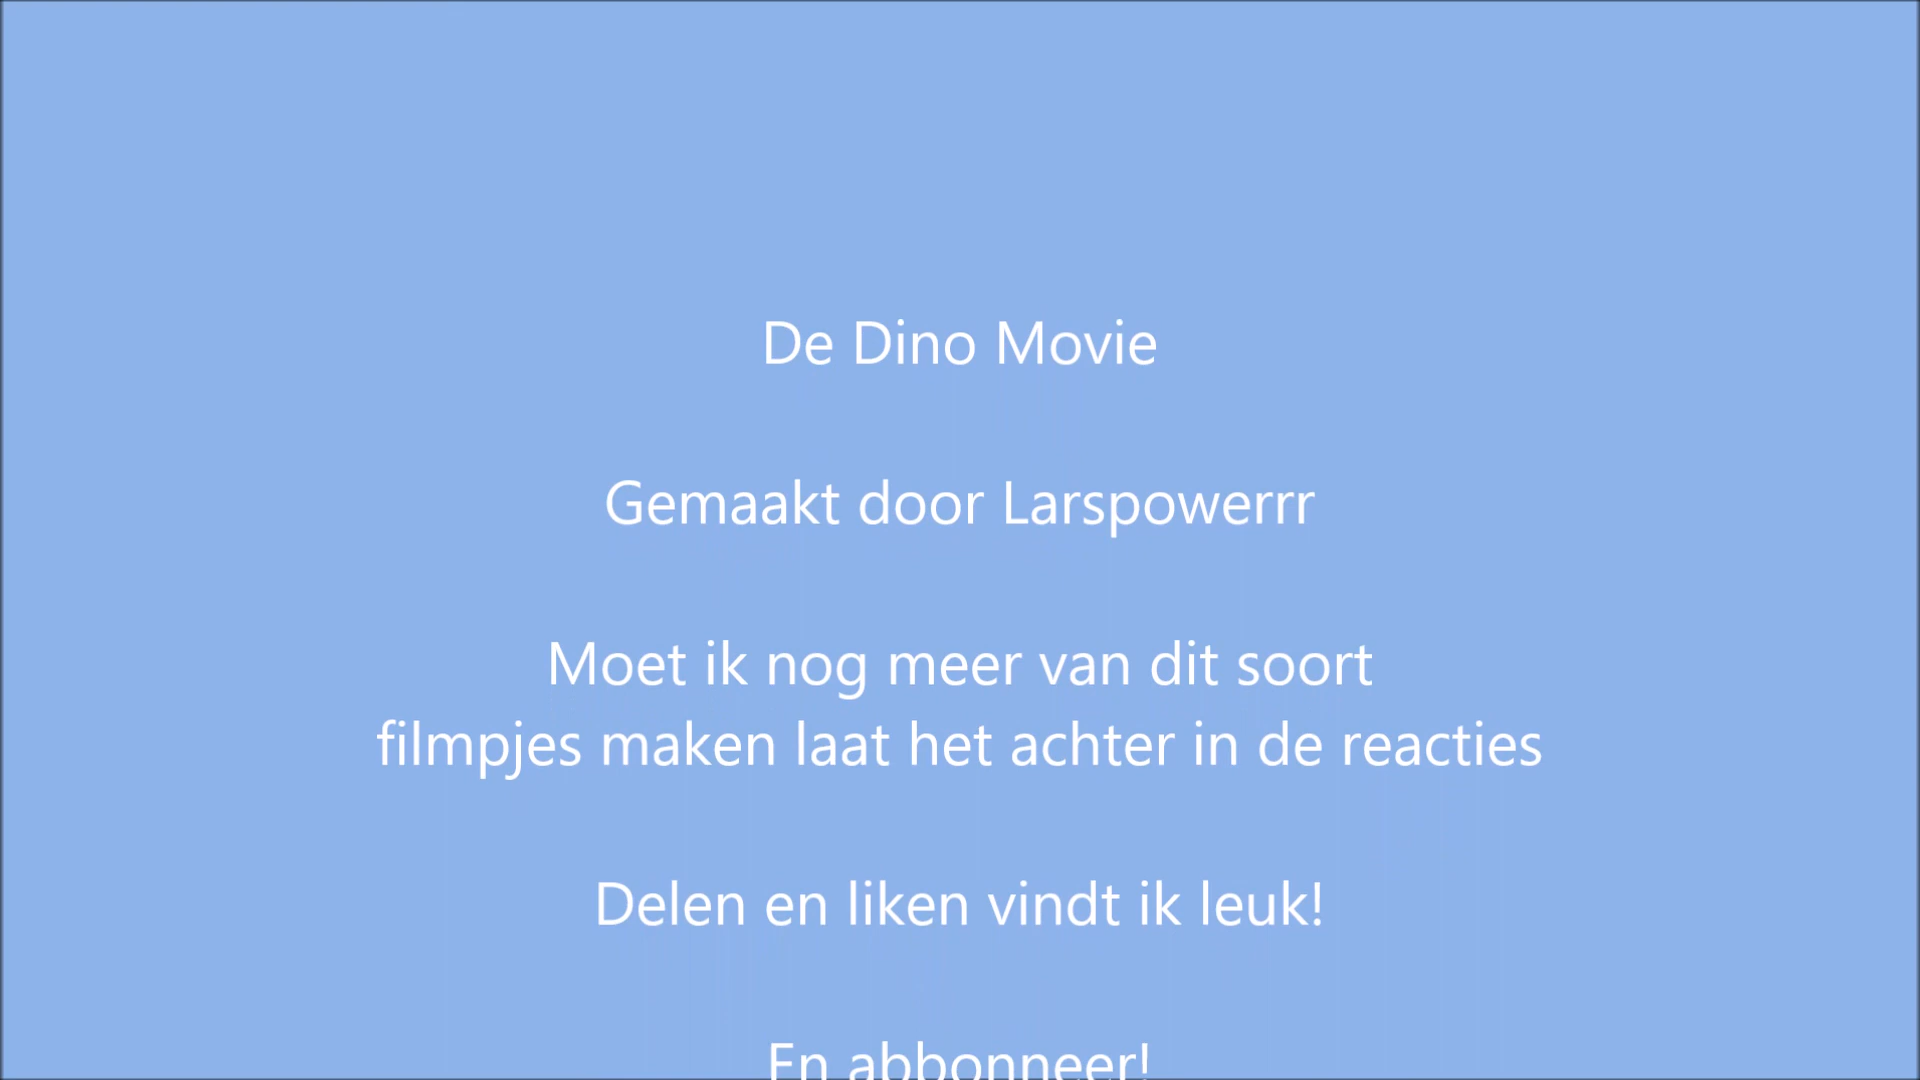 De Dino Movie
Gemaakt door Larspowerrr
Moet ik nog meer van dit soort
filmpjes maken laat het achter in de reacties
Delen en liken vindt ik leuk!
En abbonneer!